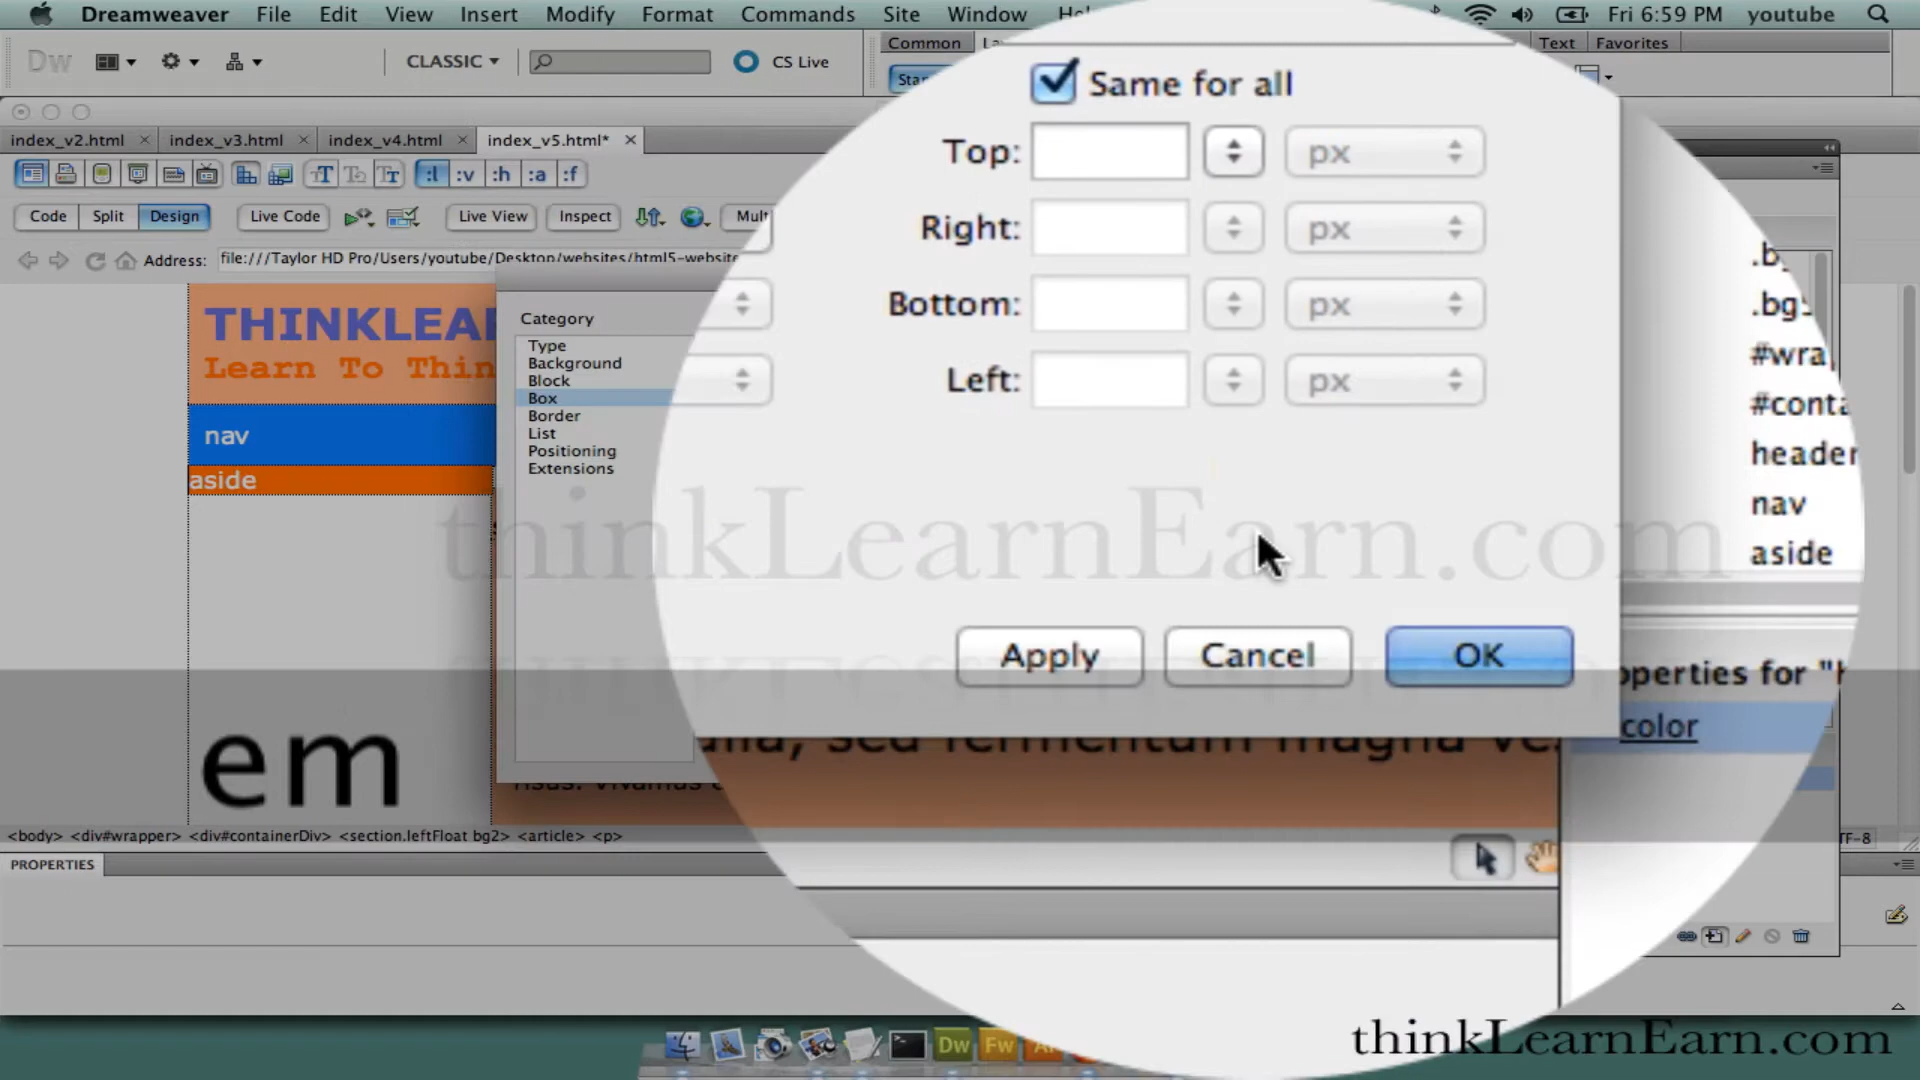 Dreamweaver File Edit View Insert Modify Format Commands Site Window Fri 6:59 PM youtube
Dw CLASSIC CS Live
Common Text Favorites
index_v2.html index_v3.html index_v4.html index_v5.html*
:l :v :h :a :f
Code Split Design Live Code Live View Inspect
Address: file:///Taylor HD Pro/Users/youtube/Desktop/websites/html5-website
THINKLEA
Learn To Thin
nav
aside
Category
Type
Background
Block
Box
Border
List
Positioning
Extensions
Same for all
Top: px
Right: px
Bottom: px
Left: px
Apply Cancel OK
header
nav
aside
color
thinkLearnEarn.com
em
<body> <div#wrapper> <div#containerDiv> <section.leftFloat bg2> <article> <p>
PROPERTIES
Dw Fw
thinkLearnEarn.com